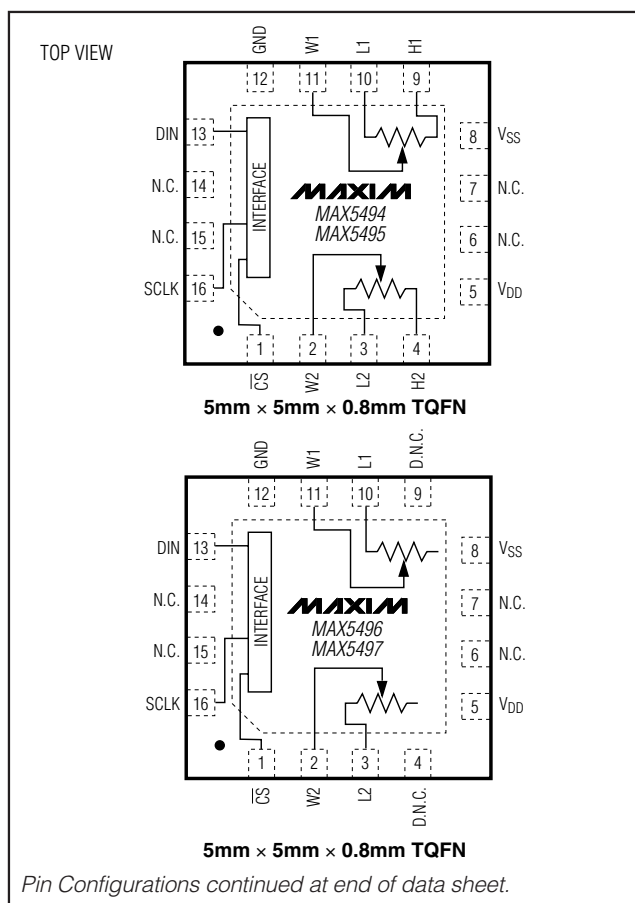 TOP VIEW
GND W1 L1 H1
12 11 10 9
DIN 13
8 VSS
N.C. 14
7 N.C.
INTERFACE
MAXIM
MAX5494
MAX5495
N.C. 15
6 N.C.
SCLK 16
5 VDD
1 2 3 4
CS W2 L2 H2
5mm × 5mm × 0.8mm TQFN
GND W1 L1 D.N.C.
12 11 10 9
DIN 13
8 VSS
N.C. 14
7 N.C.
INTERFACE
MAXIM
MAX5496
MAX5497
N.C. 15
6 N.C.
SCLK 16
5 VDD
1 2 3 4
CS W2 L2 D.N.C.
5mm × 5mm × 0.8mm TQFN
Pin Configurations continued at end of data sheet.